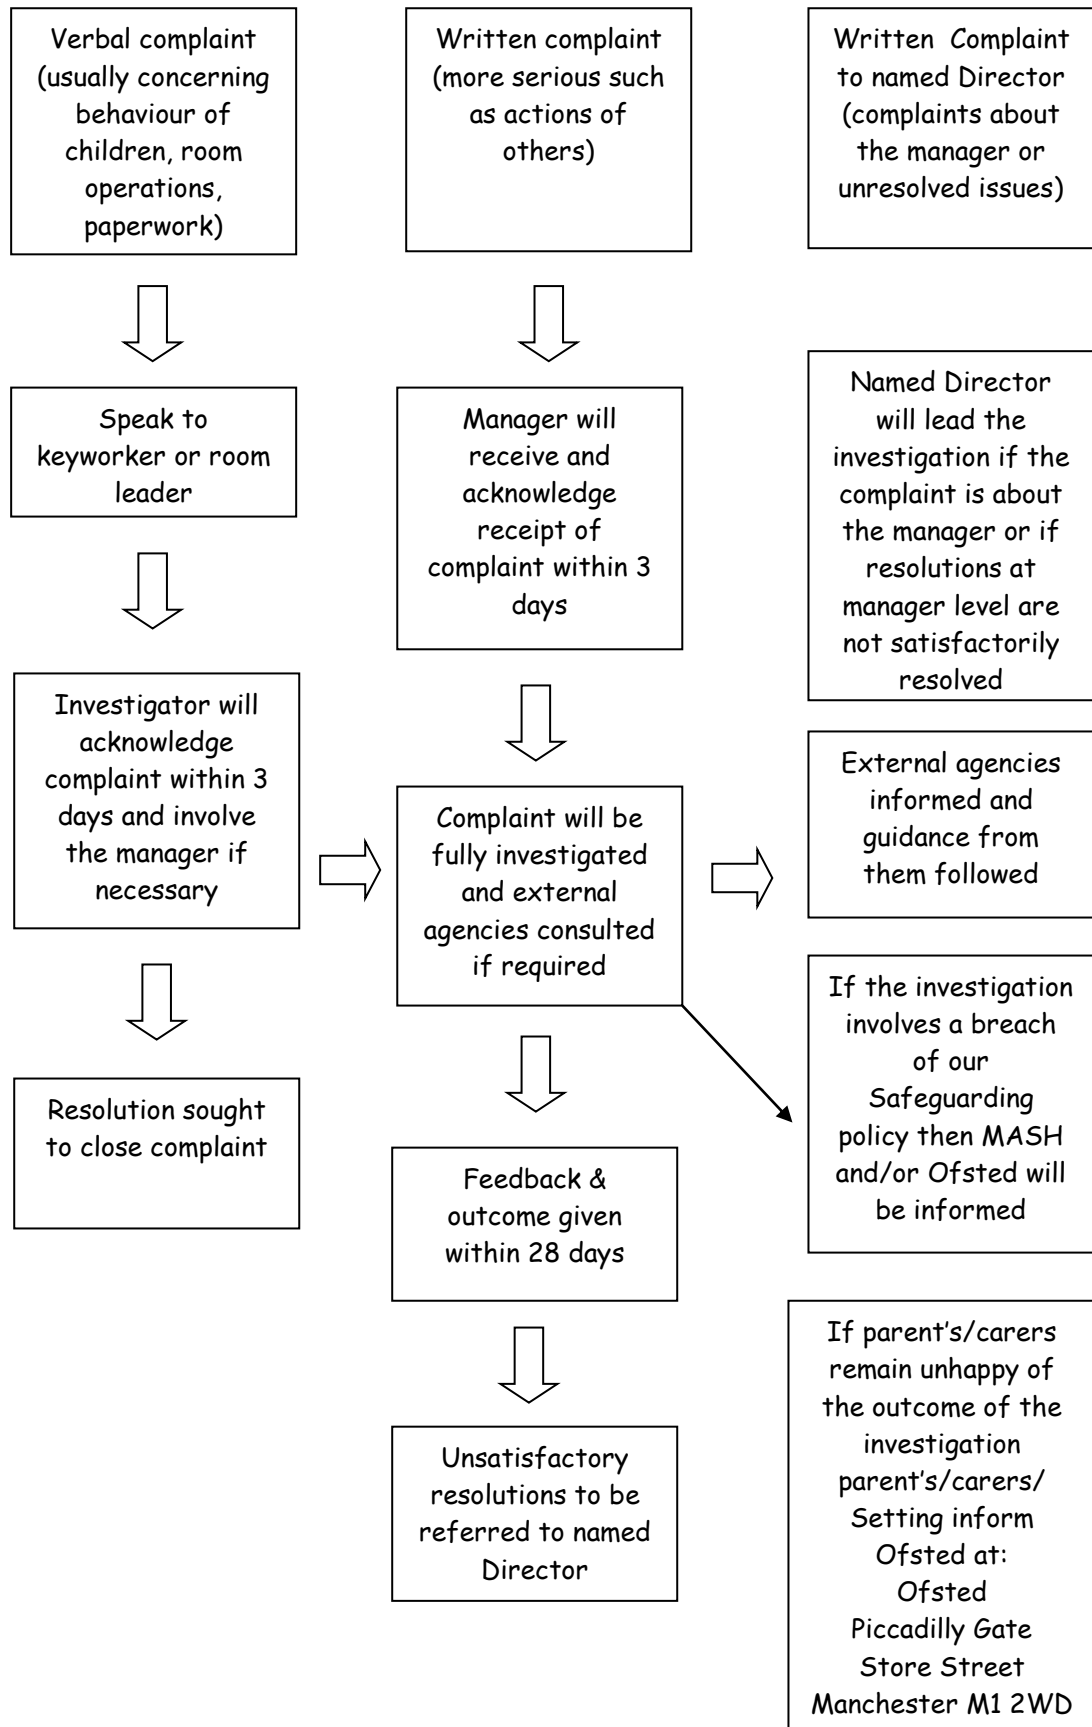 Verbal complaint
(usually concerning
behaviour of
children, room
operations,
paperwork)
Speak to
keyworker or room
leader
Investigator will
acknowledge
complaint within 3
days and involve
the manager if
necessary
Resolution sought
to close complaint
Written complaint
(more serious such
as actions of
others)
Manager will
receive and
acknowledge
receipt of
complaint within 3
days
Complaint will be
fully investigated
and external
agencies consulted
if required
Feedback &
outcome given
within 28 days
Unsatisfactory
resolutions to be
referred to named
Director
Written  Complaint
to named Director
(complaints about
the manager or
unresolved issues)
Named Director
will lead the
investigation if the
complaint is about
the manager or if
resolutions at
manager level are
not satisfactorily
resolved
External agencies
informed and
guidance from
them followed
If the investigation
involves a breach
of our
Safeguarding
policy then MASH
and/or Ofsted will
be informed
If parent's/carers
remain unhappy of
the outcome of the
investigation
parent's/carers/
Setting inform
Ofsted at:
Ofsted
Piccadilly Gate
Store Street
Manchester M1 2WD